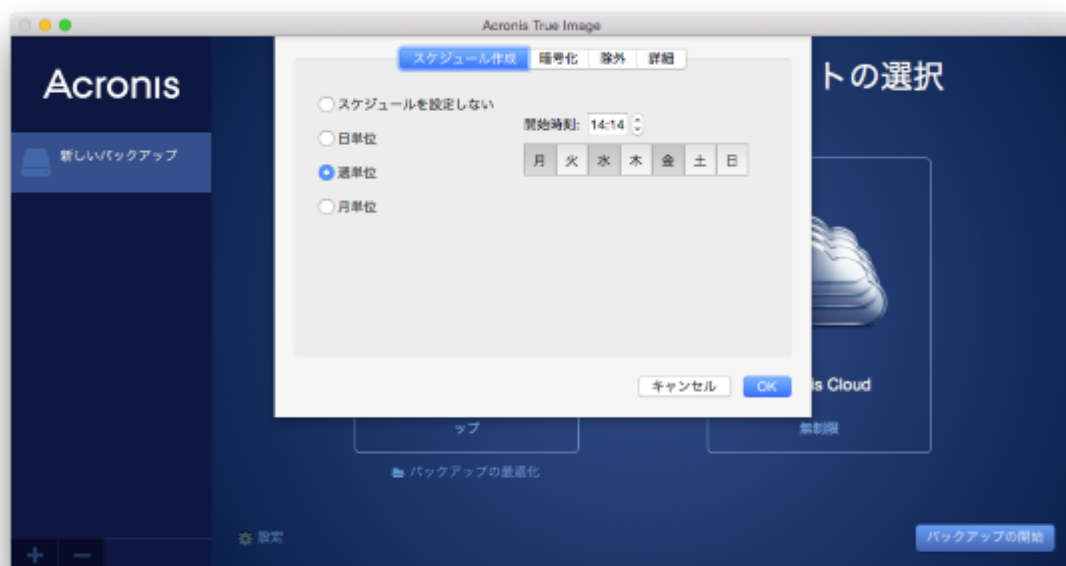 Acronis True Image
Acronis
新しいバックアップ
トの選択
スケジュール作成 暗号化 除外 詳細
スケジュールを設定しない
日単位
週単位
月単位
開始時刻: 14:14
月 火 水 木 金 土 日
キャンセル OK
is Cloud
ップ
無制限
バックアップの最適化
設定
バックアップの開始
+ −